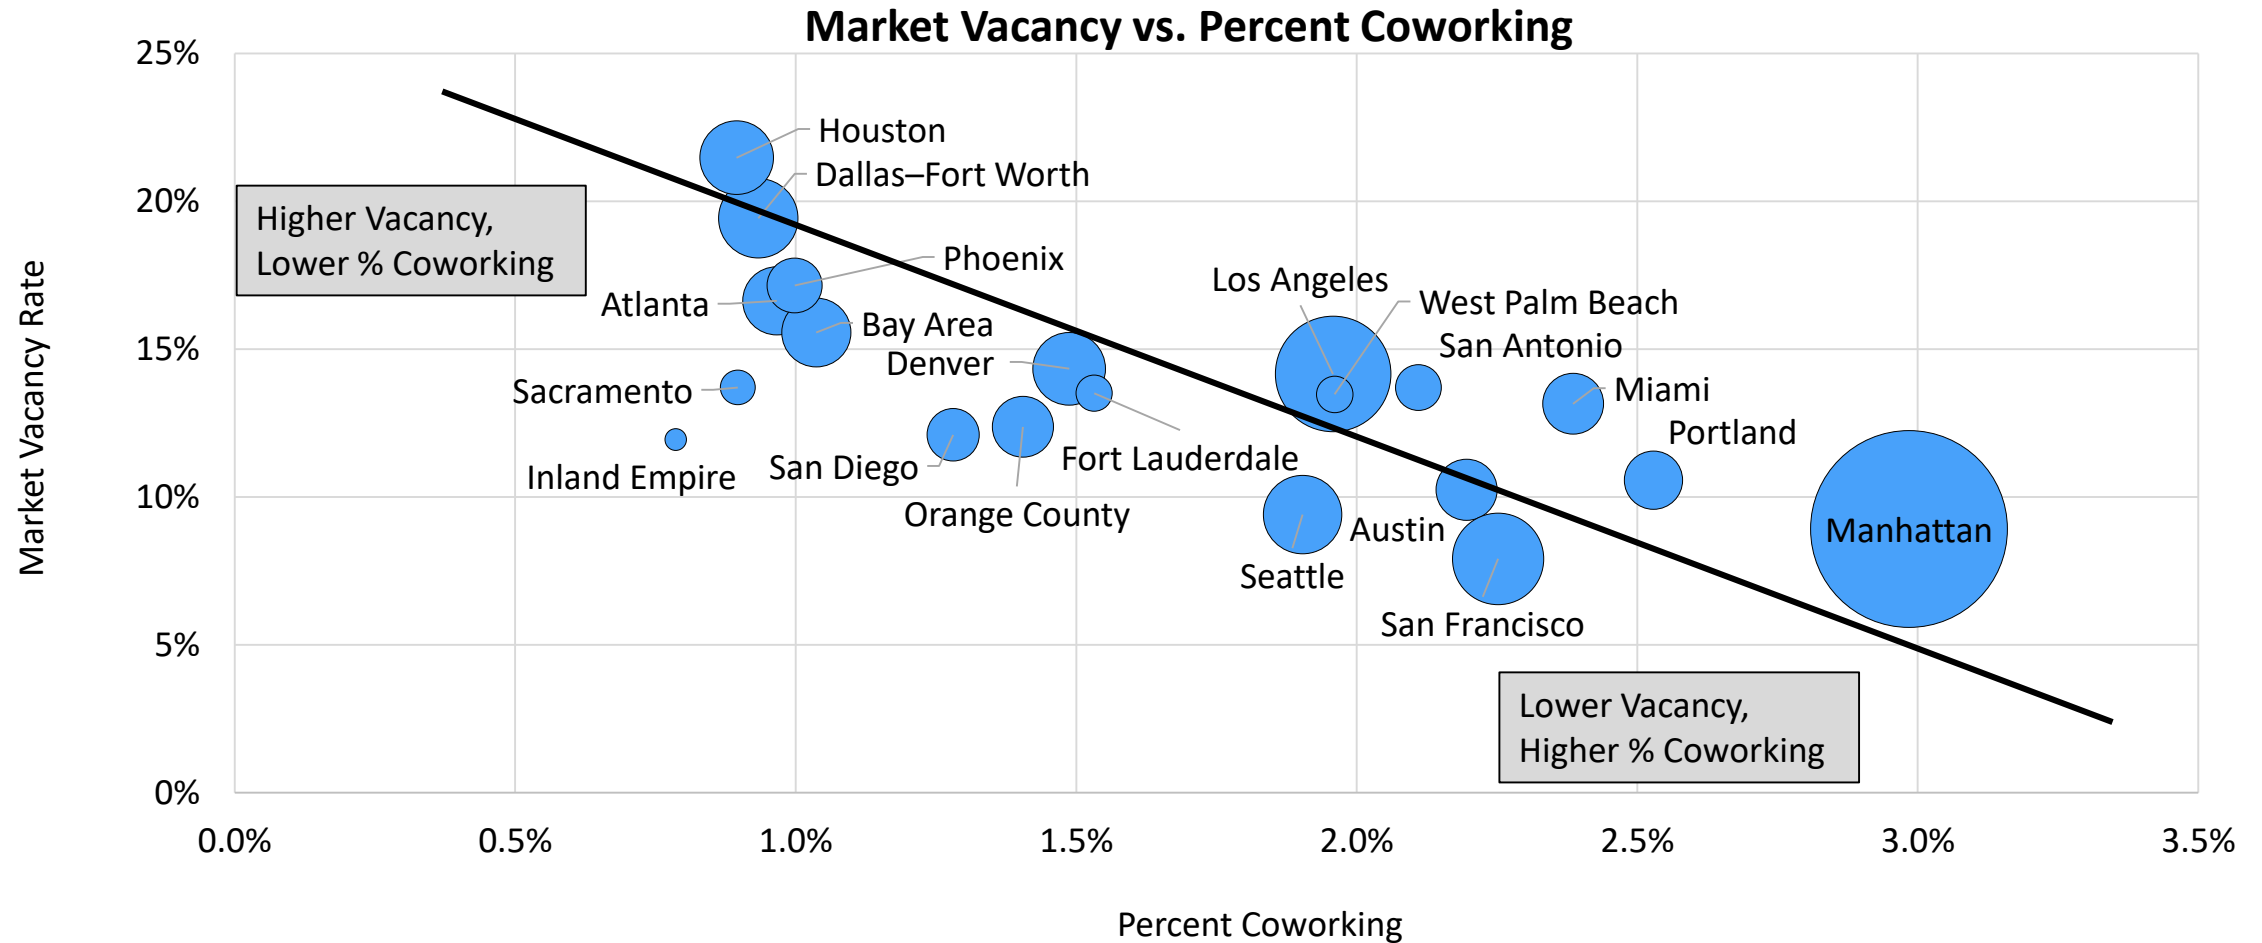 Market Vacancy vs. Percent Coworking
25%
20%
15%
10%
5%
0%
Market Vacancy Rate
Higher Vacancy,
Lower % Coworking
Houston
Dallas–Fort Worth
Phoenix
Atlanta
Bay Area
Denver
Sacramento
Inland Empire
San Diego
Orange County
Fort Lauderdale
Los Angeles
West Palm Beach
San Antonio
Miami
Portland
Manhattan
Austin
Seattle
San Francisco
Lower Vacancy,
Higher % Coworking
0.0%
0.5%
1.0%
1.5%
2.0%
2.5%
3.0%
3.5%
Percent Coworking